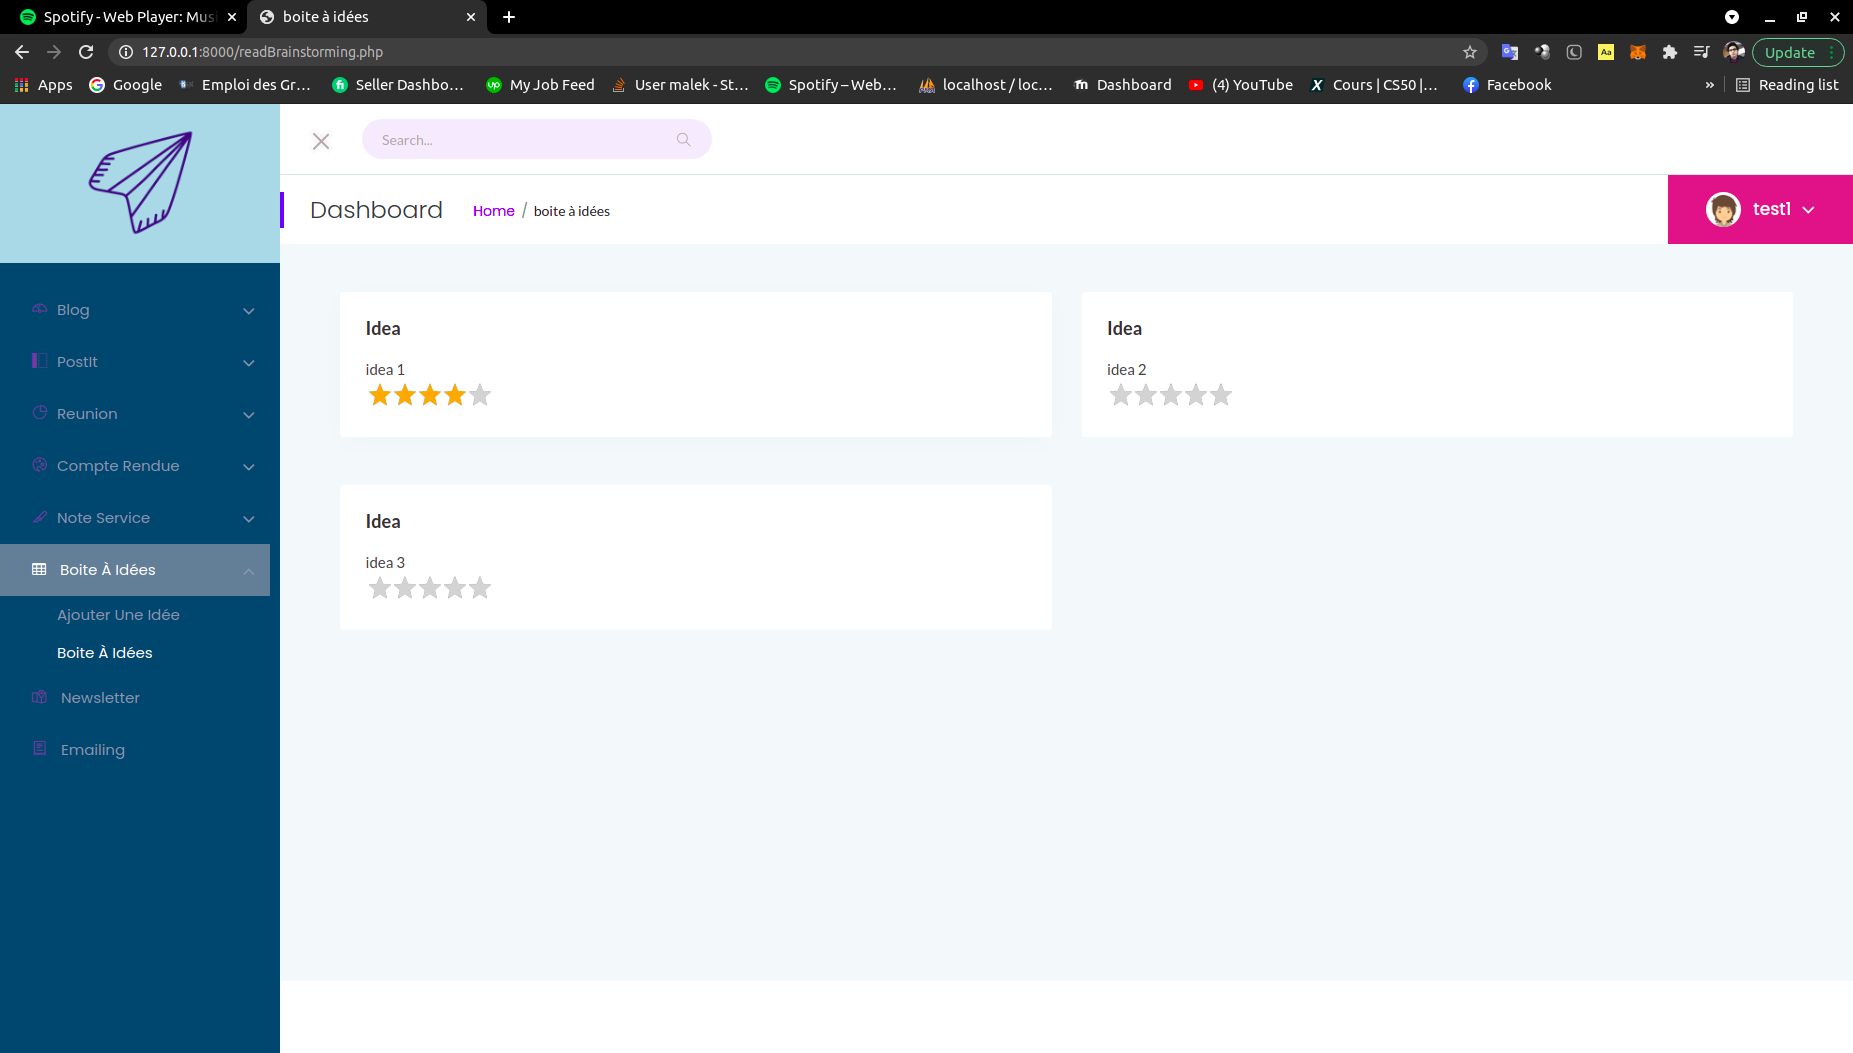 Spotify - Web Player: Mus
boite à idées
127.0.0.1:8000/readBrainstorming.php
Update
Apps
Google
Emploi des Gr...
Seller Dashbo...
My Job Feed
User malek - St...
Spotify – Web...
localhost / loc...
Dashboard
(4) YouTube
Cours | CS50 |...
Facebook
»
Reading list
Search...
Dashboard
Home / boite à idées
test1
Blog
PostIt
Reunion
Compte Rendue
Note Service
Boite À Idées
Ajouter Une Idée
Boite À Idées
Newsletter
Emailing
Idea
idea 1
Idea
idea 2
Idea
idea 3